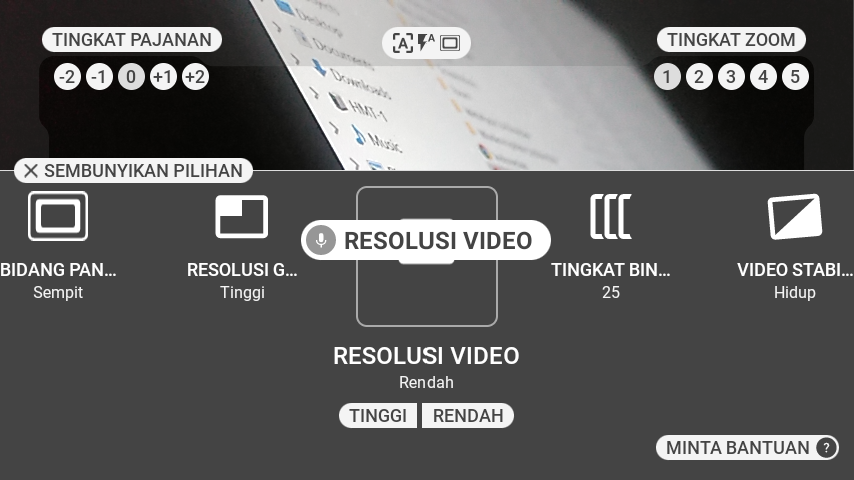 TINGKAT PAJANAN
-2 -1 0 +1 +2
A
A
TINGKAT ZOOM
1 2 3 4 5
Desktop
Documents
Downloads
HMT-1
Music
SEMBUNYIKAN PILIHAN
BIDANG PAN...
Sempit
RESOLUSI G...
Tinggi
RESOLUSI VIDEO
TINGKAT BIN...
25
VIDEO STABI...
Hidup
RESOLUSI VIDEO
Rendah
TINGGI
RENDAH
MINTA BANTUAN ?